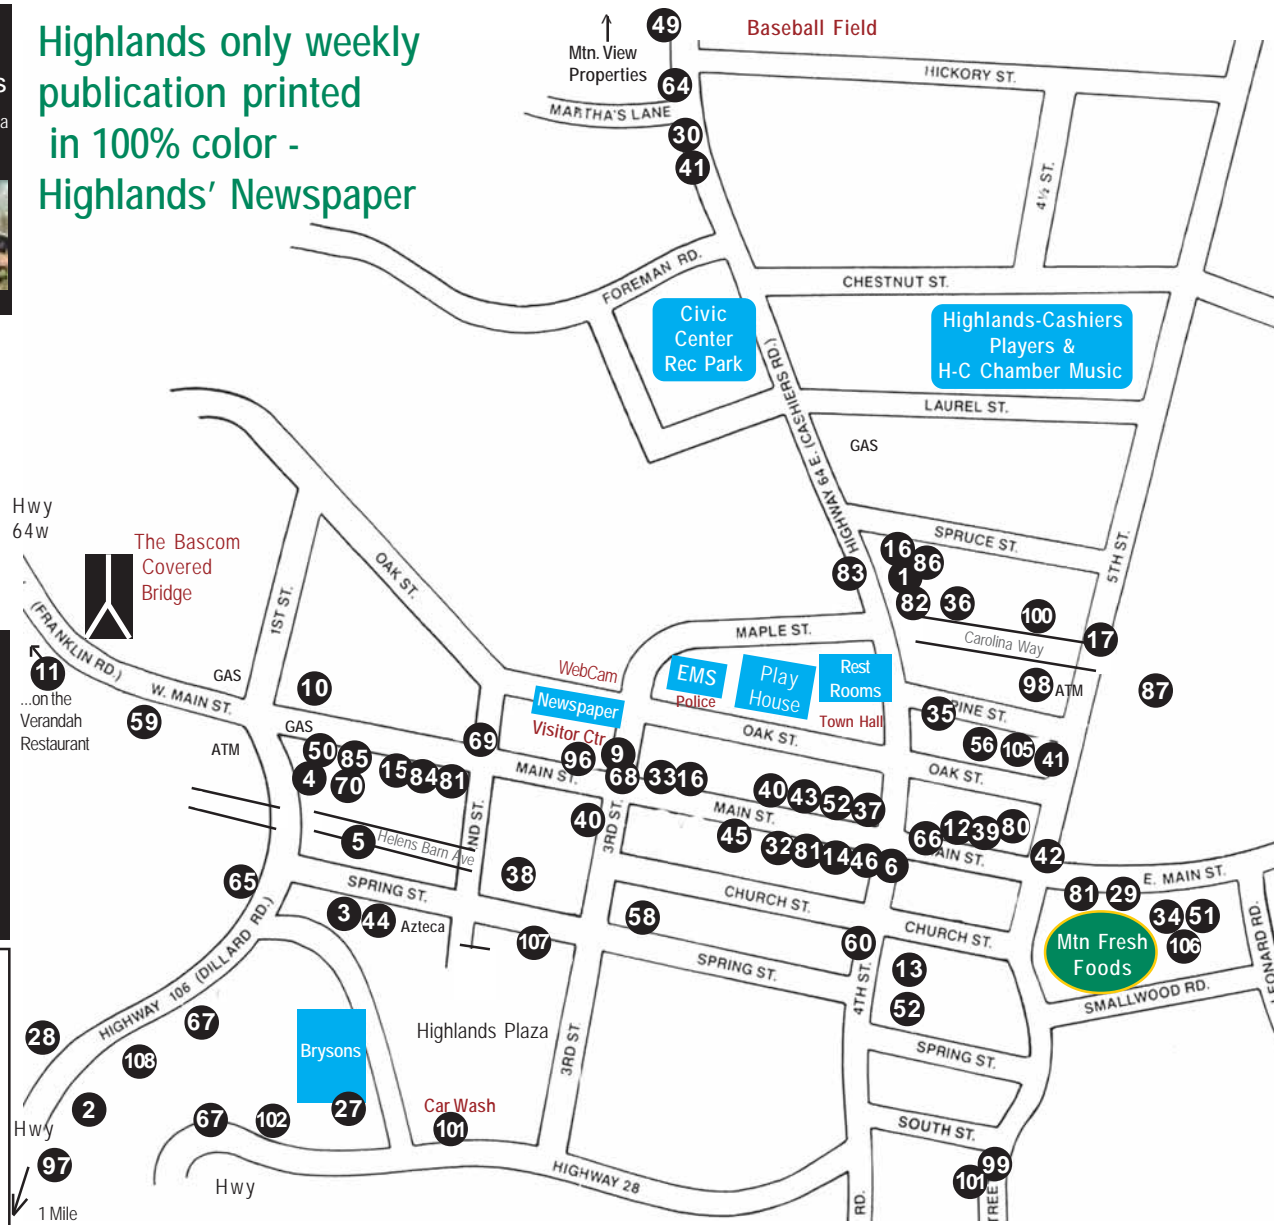 Highlands only weekly
publication printed
in 100% color -
Highlands' Newspaper
s
a
49
Mtn. View
Properties
64
Baseball Field
HICKORY ST.
MARTHA'S LANE
30
41
4½ ST.
FOREMAN RD.
CHESTNUT ST.
Civic
Center
Rec Park
Highlands-Cashiers
Players &
H-C Chamber Music
HIGHWAY 64 E. (CASHIERS RD.)
LAUREL ST.
GAS
Hwy
64w
The Bascom
Covered
Bridge
OAK ST.
1ST ST.
SPRUCE ST.
5TH ST.
16
86
1
83
82
36
100
17
Carolina Way
MAPLE ST.
(FRANKLIN RD.)
11
...on the
Verandah
Restaurant
W. MAIN ST.
59
GAS
10
GAS
ATM
WebCam
Newspaper
Visitor Ctr
EMS
Police
Play
House
Rest
Rooms
Town Hall
98
ATM
87
35
PINE ST.
56
105
41
OAK ST.
OAK ST.
50
85
4
70
15
84
81
69
MAIN ST.
96
9
68
33
16
40
43
52
37
MAIN ST.
45
32
81
14
46
6
66
12
39
80
AIN ST.
42
40
3RD ST.
ND ST.
5
Helens Barn Ave
38
65
SPRING ST.
3
44
Azteca
107
58
CHURCH ST.
60
CHURCH ST.
81
29
E. MAIN ST.
34
51
106
Mtn Fresh
Foods
LEONARD RD.
SMALLWOOD RD.
SPRING ST.
4TH ST.
13
52
SPRING ST.
HIGHWAY 106 (DILLARD RD.)
28
67
108
2
Hwy
97
1 Mile
Brysons
27
Highlands Plaza
3RD ST.
Car Wash
101
67
102
Hwy
HIGHWAY 28
SOUTH ST.
99
101
RD.
TREE